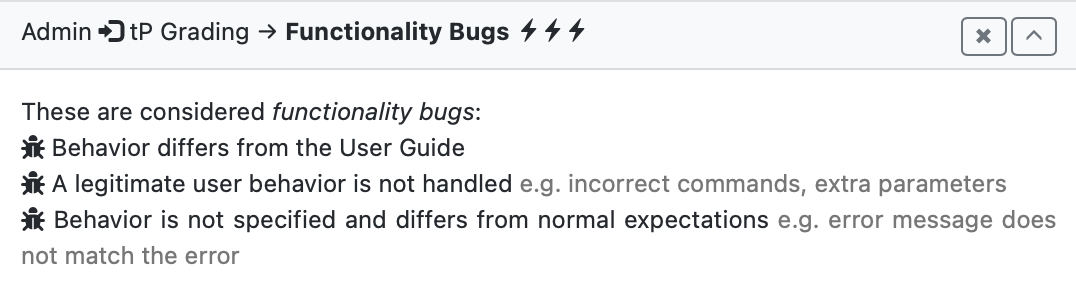 Admin tP Grading → Functionality Bugs
These are considered functionality bugs:
Behavior differs from the User Guide
A legitimate user behavior is not handled e.g. incorrect commands, extra parameters
Behavior is not specified and differs from normal expectations e.g. error message does
not match the error